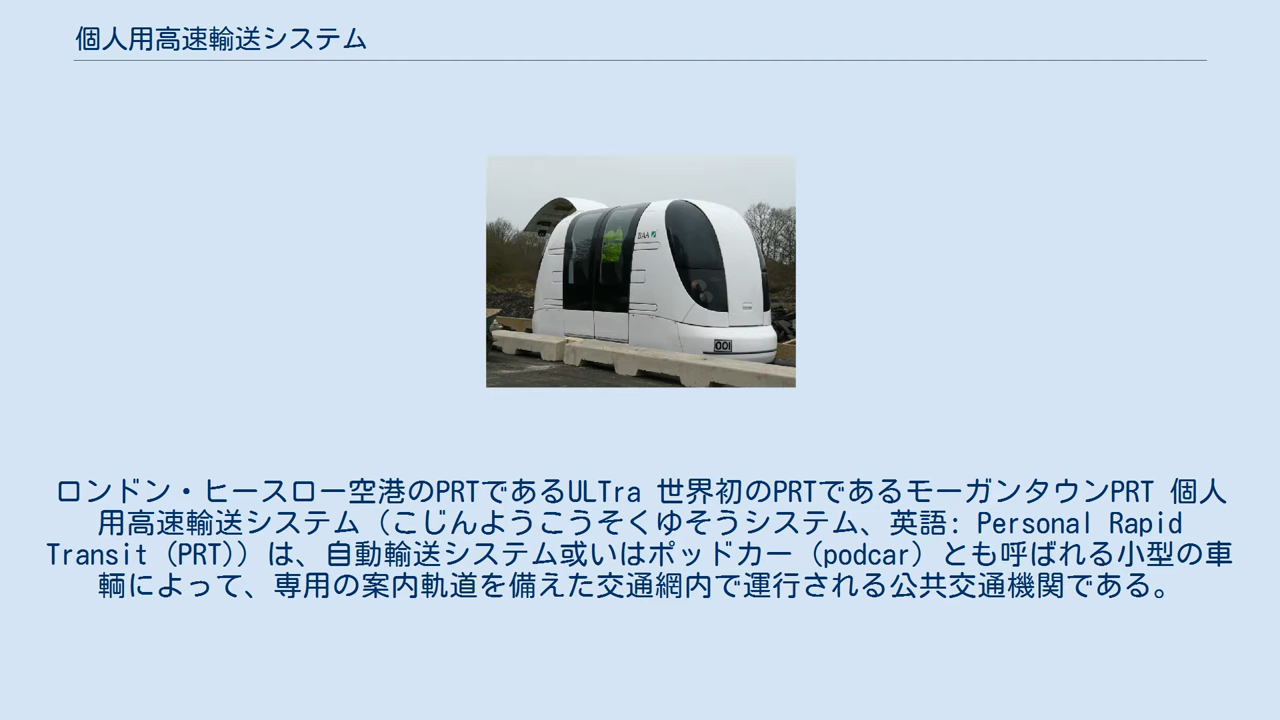 個人用高速輸送システム
BAA
001
ロンドン・ヒースロー空港のPRTであるULTra 世界初のPRTであるモーガンタウンPRT 個人
用高速輸送システム（こじんようこうそくゆそうシステム、英語: Personal Rapid
Transit（PRT））は、自動輸送システム或いはポッドカー（podcar）とも呼ばれる小型の車
輌によって、専用の案内軌道を備えた交通網内で運行される公共交通機関である。